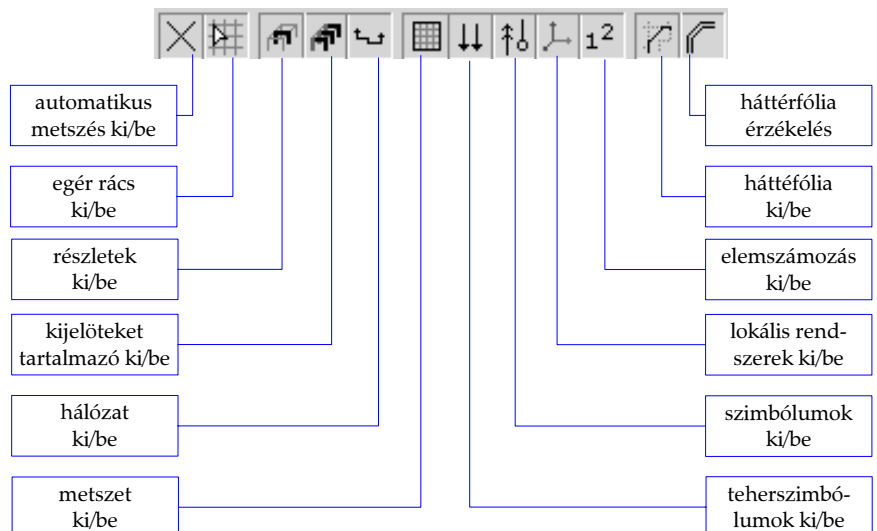 1²
automatikus
metszés ki/be
egér rács
ki/be
részletek
ki/be
kijelöteket
tartalmazó ki/be
hálózat
ki/be
metszet
ki/be
háttérfólia
érzékelés
háttéfólia
ki/be
elemszámozás
ki/be
lokális rend-
szerek ki/be
szimbólumok
ki/be
teherszimbó-
lumok ki/be